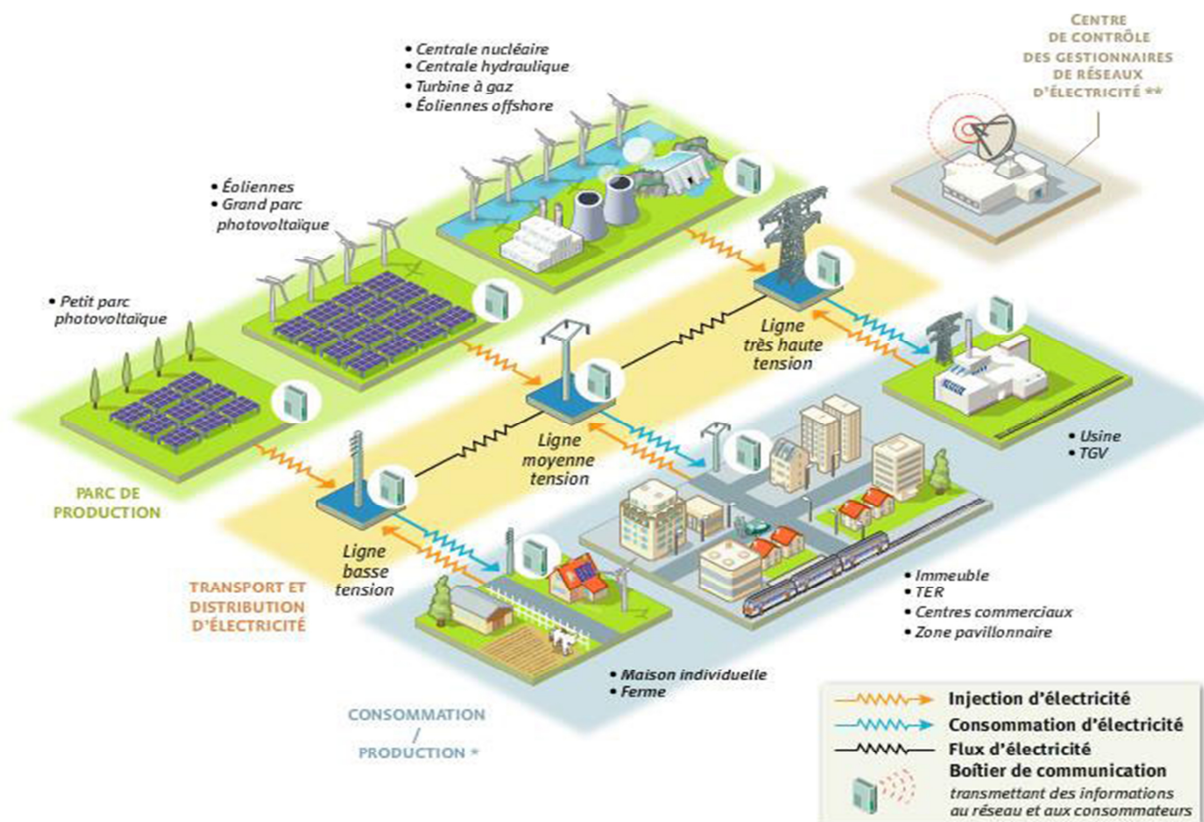 CENTRE
DE CONTRÔLE
DES GESTIONNAIRES
DE RÉSEAUX
D'ÉLECTRICITÉ **
• Centrale nucléaire
• Centrale hydraulique
• Turbine à gaz
• Éoliennes offshore
• Éoliennes
• Grand parc
photovoltaïque
• Petit parc
photovoltaïque
Ligne
très haute
tension
Ligne
moyenne
tension
Ligne
basse
tension
• Usine
• TGV
PARC DE
PRODUCTION
TRANSPORT ET
DISTRIBUTION
D'ÉLECTRICITÉ
• Immeuble
• TER
• Centres commerciaux
• Zone pavillonnaire
• Maison individuelle
• Ferme
CONSOMMATION
/
PRODUCTION *
Injection d'électricité
Consommation d'électricité
Flux d'électricité
Boîtier de communication
transmettant des informations
au réseau et aux consommateurs